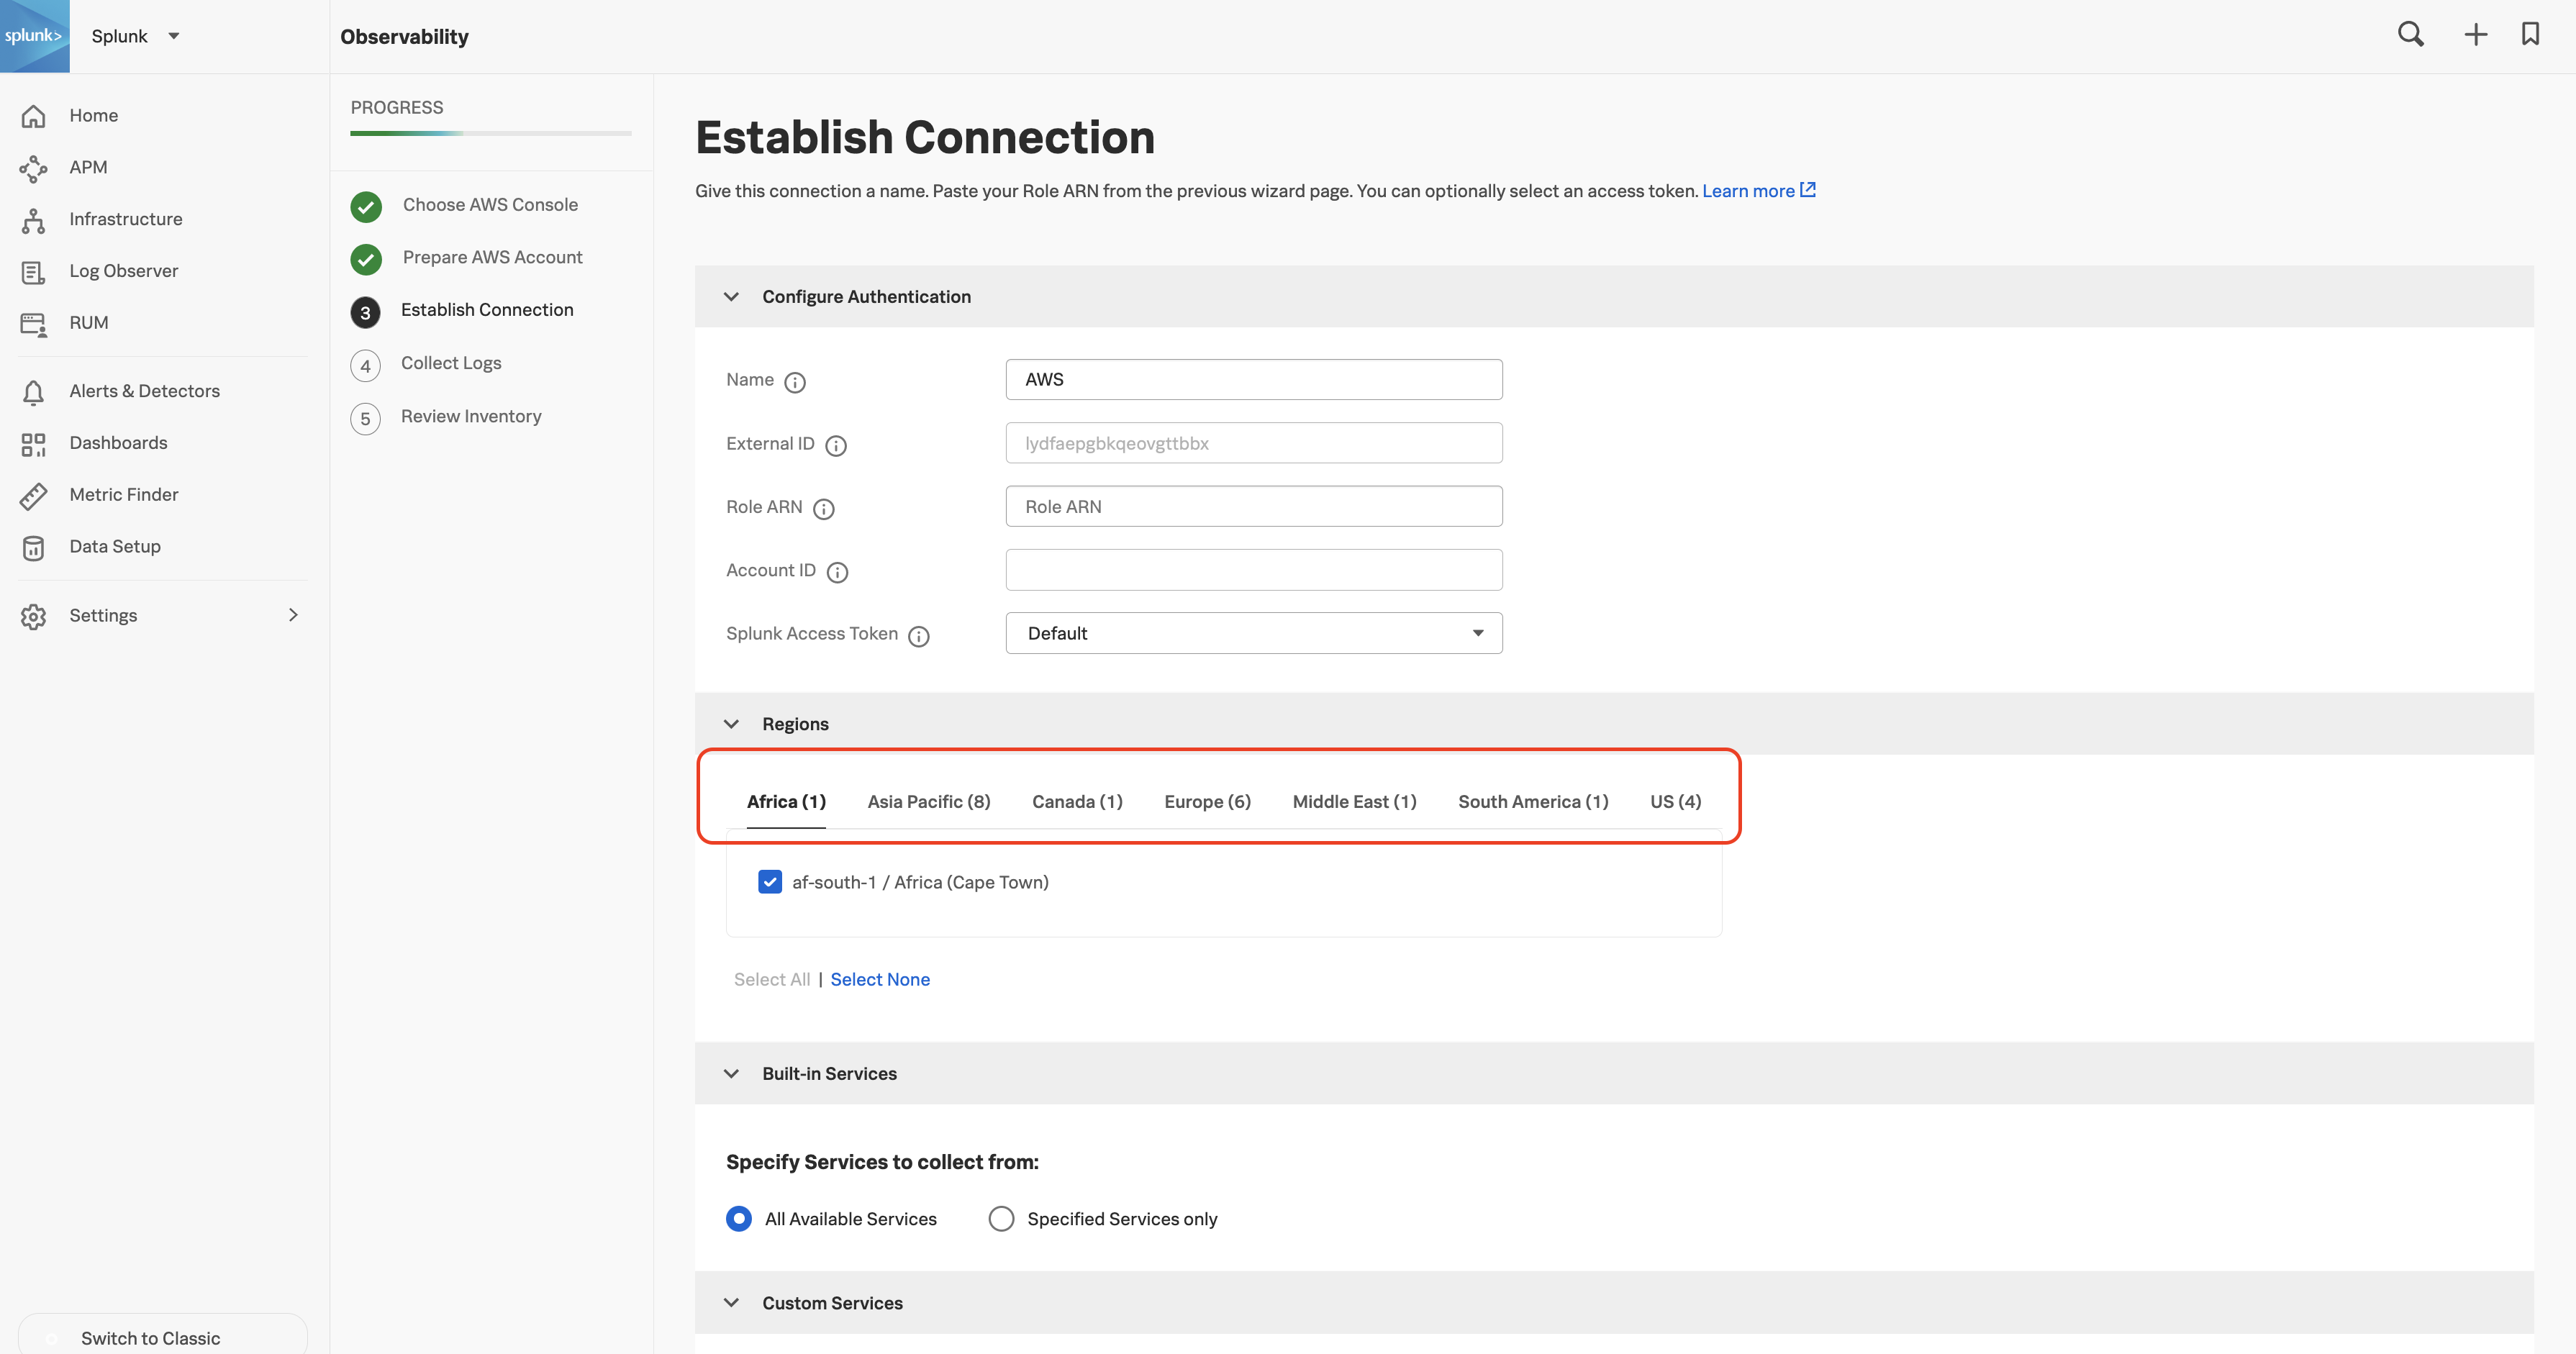 splunk>
Splunk
Observability
Home
APM
Infrastructure
Log Observer
RUM
Alerts & Detectors
Dashboards
Metric Finder
Data Setup
Settings
Switch to Classic
PROGRESS
Choose AWS Console
Prepare AWS Account
3 Establish Connection
4 Collect Logs
5 Review Inventory
Establish Connection
Give this connection a name. Paste your Role ARN from the previous wizard page. You can optionally select an access token. Learn more
Configure Authentication
Name AWS
External ID lydfaepgbkqeovgttbbx
Role ARN Role ARN
Account ID
Splunk Access Token Default
Regions
Africa (1) Asia Pacific (8) Canada (1) Europe (6) Middle East (1) South America (1) US (4)
af-south-1 / Africa (Cape Town)
Select All | Select None
Built-in Services
Specify Services to collect from:
All Available Services Specified Services only
Custom Services